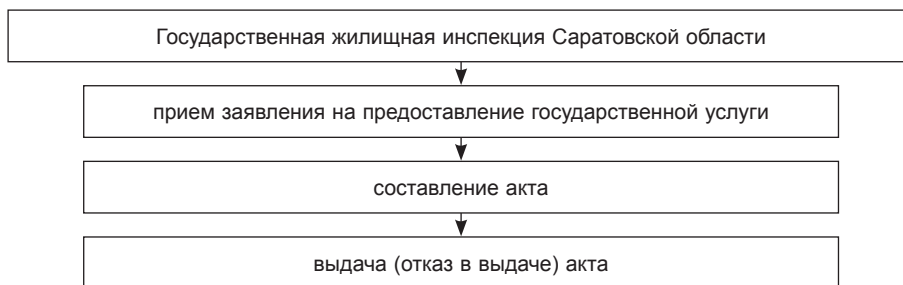 Государственная жилищная инспекция Саратовской области
прием заявления на предоставление государственной услуги
составление акта
выдача (отказ в выдаче) акта